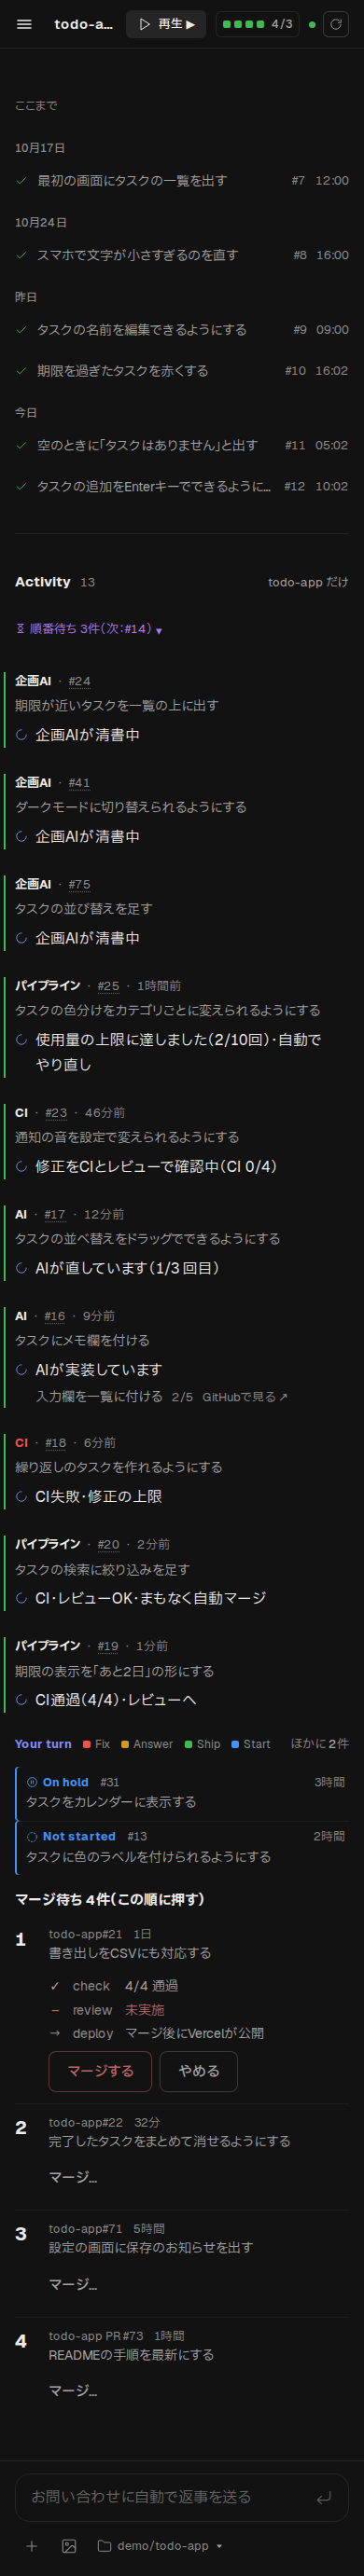 todo-a...
再生 ▶
4/3
ここまで
10月17日
最初の画面にタスクの一覧を出す #7 12:00
10月24日
スマホで文字が小さすぎるのを直す #8 16:00
昨日
タスクの名前を編集できるようにする #9 09:00
期限を過ぎたタスクを赤くする #10 16:02
今日
空のときに「タスクはありません」と出す #11 05:02
タスクの追加をEnterキーでできるように... #12 10:02
Activity 13 todo-app だけ
順番待ち 3件(次:#14) ▾
企画AI · #24
期限が近いタスクを一覧の上に出す
企画AIが清書中
企画AI · #41
ダークモードに切り替えられるようにする
企画AIが清書中
企画AI · #75
タスクの並び替えを足す
企画AIが清書中
パイプライン · #25 · 1時間前
タスクの色分けをカテゴリごとに変えられるようにする
使用量の上限に達しました(2/10回)・自動で
やり直し
CI · #23 · 46分前
通知の音を設定で変えられるようにする
修正をCIとレビューで確認中(CI 0/4)
AI · #17 · 12分前
タスクの並べ替えをドラッグでできるようにする
AIが直しています(1/3 回目)
AI · #16 · 9分前
タスクにメモ欄を付ける
AIが実装しています
入力欄を一覧に付ける 2/5 GitHubで見る ↗
CI · #18 · 6分前
繰り返しのタスクを作れるようにする
CI失敗・修正の上限
パイプライン · #20 · 2分前
タスクの検索に絞り込みを足す
CI・レビューOK・まもなく自動マージ
パイプライン · #19 · 1分前
期限の表示を「あと2日」の形にする
CI通過(4/4)・レビューへ
Your turn Fix Answer Ship Start ほかに2件
On hold #31 3時間
タスクをカレンダーに表示する
Not started #13 2時間
タスクに色のラベルを付けられるようにする
マージ待ち 4件(この順に押す)
1 todo-app#21 1日
書き出しをCSVにも対応する
✓ check 4/4 通過
– review 未実施
→ deploy マージ後にVercelが公開
マージする やめる
2 todo-app#22 32分
完了したタスクをまとめて消せるようにする
マージ...
3 todo-app#71 5時間
設定の画面に保存のお知らせを出す
マージ...
4 todo-app PR#73 1時間
READMEの手順を最新にする
マージ...
お問い合わせに自動で返事を送る
demo/todo-app